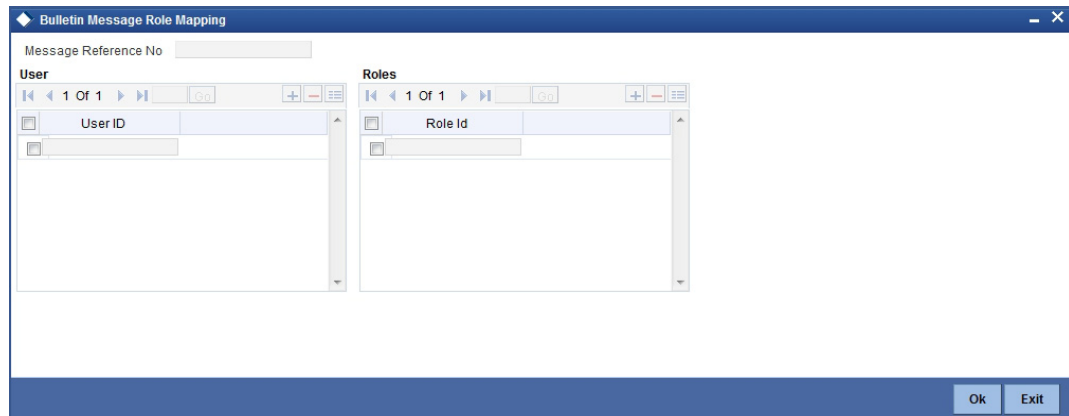 Bulletin Message Role Mapping
Message Reference No
User
1 Of 1 Go
User ID
Roles
1 Of 1 Go
Role Id
Ok Exit